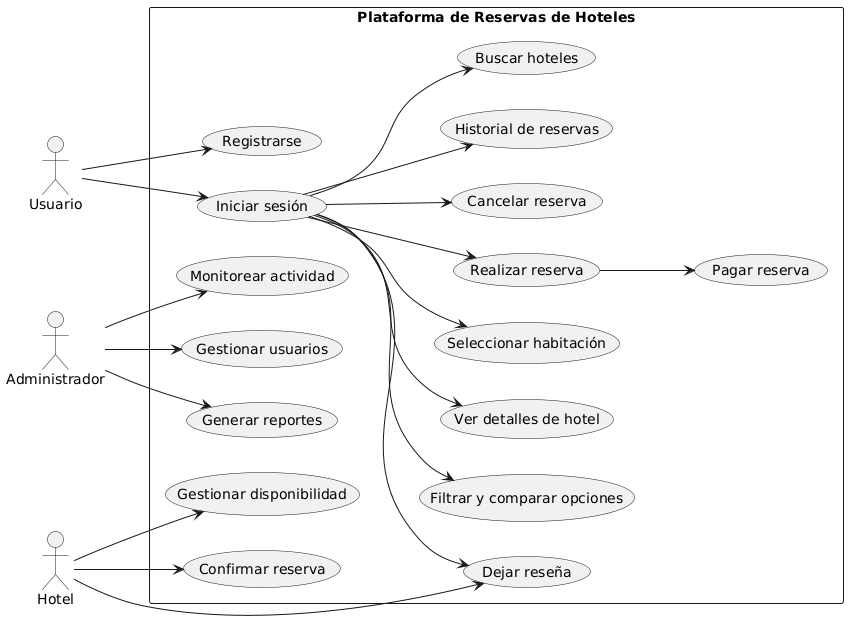 Plataforma de Reservas de Hoteles
Buscar hoteles
Historial de reservas
Registrarse
Usuario
Iniciar sesión
Cancelar reserva
Realizar reserva
Pagar reserva
Monitorear actividad
Seleccionar habitación
Gestionar usuarios
Administrador
Generar reportes
Ver detalles de hotel
Gestionar disponibilidad
Filtrar y comparar opciones
Confirmar reserva
Dejar reseña
Hotel